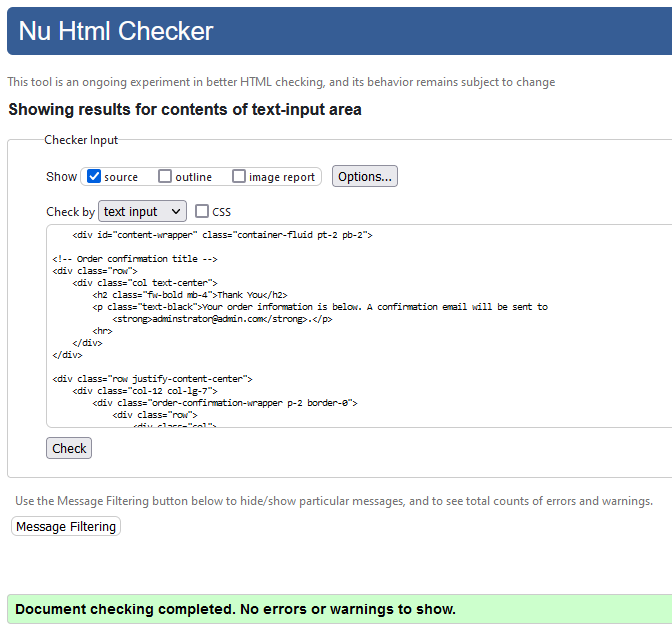 Nu Html Checker
This tool is an ongoing experiment in better HTML checking, and its behavior remains subject to change
Showing results for contents of text-input area
Checker Input
Show source outline image report Options...
Check by text input CSS
<div id="content-wrapper" class="container-fluid pt-2 pb-2">
<!-- Order confirmation title -->
<div class="row">
<div class="col text-center">
<h2 class="fw-bold mb-4">Thank You</h2>
<p class="text-black">Your order information is below. A confirmation email will be sent to
<strong>adminstrator@admin.com</strong>.</p>
<hr>
</div>
</div>
<div class="row justify-content-center">
<div class="col-12 col-lg-7">
<div class="order-confirmation-wrapper p-2 border-0">
<div class="row">
<div class="col">
Check
Use the Message Filtering button below to hide/show particular messages, and to see total counts of errors and warnings.
Message Filtering
Document checking completed. No errors or warnings to show.